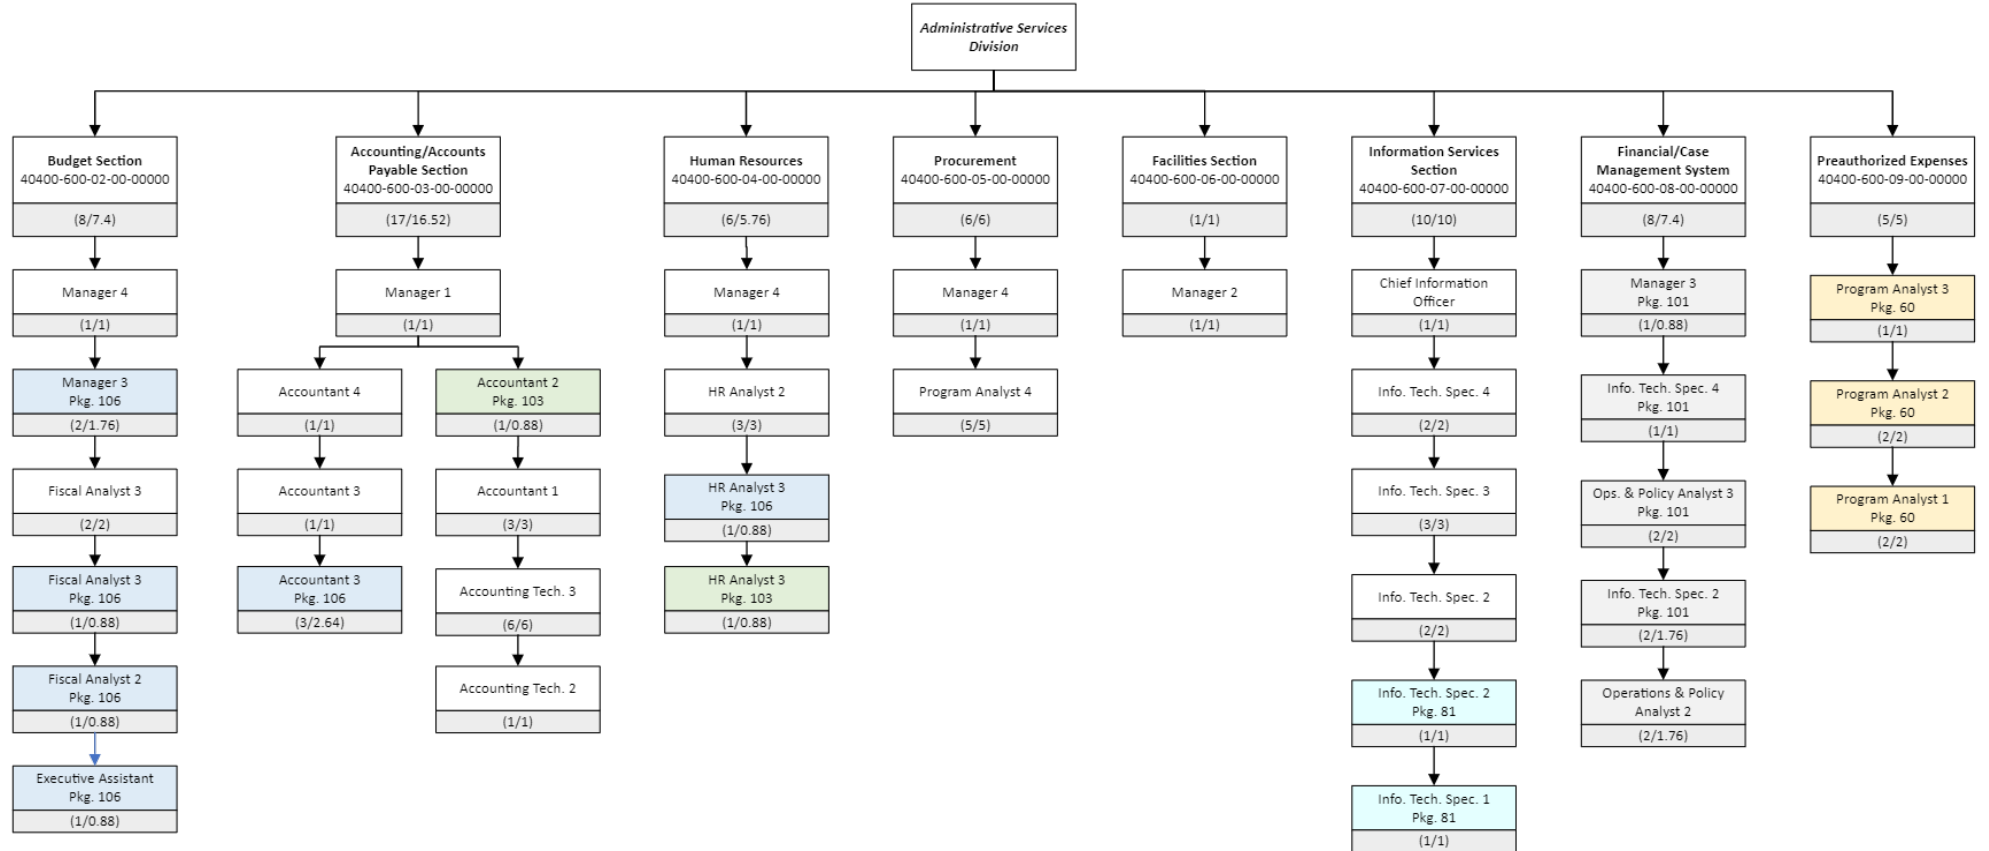 Administrative Services
Division
Budget Section
40400-600-02-00-00000
(8/7.4)
Manager 4
(1/1)
Manager 3
Pkg. 106
(2/1.76)
Fiscal Analyst 3
(2/2)
Fiscal Analyst 3
Pkg. 106
(1/0.88)
Fiscal Analyst 2
Pkg. 106
(1/0.88)
Executive Assistant
Pkg. 106
(1/0.88)
Accounting/Accounts
Payable Section
40400-600-03-00-00000
(17/16.52)
Manager 1
(1/1)
Accountant 4
(1/1)
Accountant 3
(1/1)
Accountant 3
Pkg. 106
(3/2.64)
Accountant 2
Pkg. 103
(1/0.88)
Accountant 1
(3/3)
Accounting Tech. 3
(6/6)
Accounting Tech. 2
(1/1)
Human Resources
40400-600-04-00-00000
(6/5.76)
Manager 4
(1/1)
HR Analyst 2
(3/3)
HR Analyst 3
Pkg. 106
(1/0.88)
HR Analyst 3
Pkg. 103
(1/0.88)
Procurement
40400-600-05-00-00000
(6/6)
Manager 4
(1/1)
Program Analyst 4
(5/5)
Facilities Section
40400-600-06-00-00000
(1/1)
Manager 2
(1/1)
Information Services
Section
40400-600-07-00-00000
(10/10)
Chief Information
Officer
(1/1)
Info. Tech. Spec. 4
(2/2)
Info. Tech. Spec. 3
(3/3)
Info. Tech. Spec. 2
(2/2)
Info. Tech. Spec. 2
Pkg. 81
(1/1)
Info. Tech. Spec. 1
Pkg. 81
(1/1)
Financial/Case
Management System
40400-600-08-00-00000
(8/7.4)
Manager 3
Pkg. 101
(1/0.88)
Info. Tech. Spec. 4
Pkg. 101
(1/1)
Ops. & Policy Analyst 3
Pkg. 101
(2/2)
Info. Tech. Spec. 2
Pkg. 101
(2/1.76)
Operations & Policy
Analyst 2
(2/1.76)
Preauthorized Expenses
40400-600-09-00-00000
(5/5)
Program Analyst 3
Pkg. 60
(1/1)
Program Analyst 2
Pkg. 60
(2/2)
Program Analyst 1
Pkg. 60
(2/2)